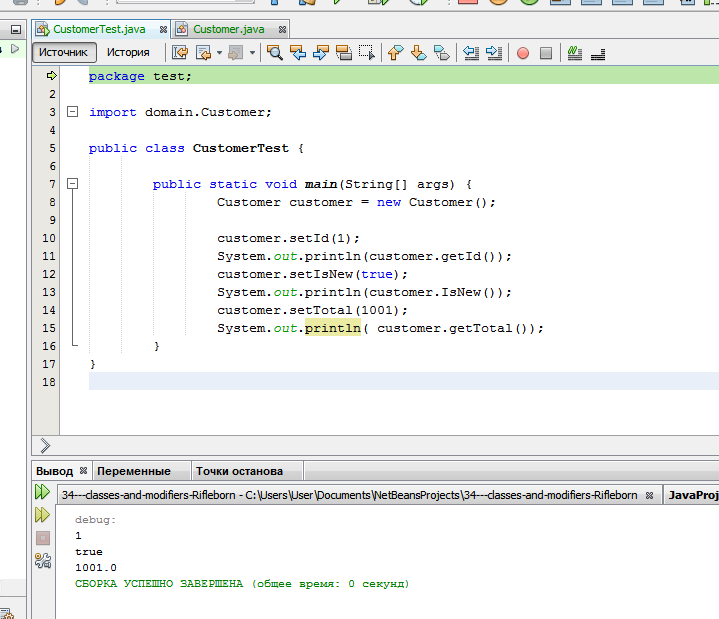 CustomerTest.java
Customer.java
Источник
История
package test;
2
3 import domain.Customer;
4
5 public class CustomerTest {
6
7 public static void main(String[] args) {
8 Customer customer = new Customer();
9
10 customer.setId(1);
11 System.out.println(customer.getId());
12 customer.setIsNew(true);
13 System.out.println(customer.IsNew());
14 customer.setTotal(1001);
15 System.out.println( customer.getTotal());
16 }
17 }
18
Вывод
Переменные
Точки останова
34---classes-and-modifiers-Rifleborn - C:\Users\User\Documents\NetBeansProjects\34---classes-and-modifiers-Rifleborn
JavaProj
debug:
1
true
1001.0
СБОРКА УСПЕШНО ЗАВЕРШЕНА (общее время: 0 секунд)